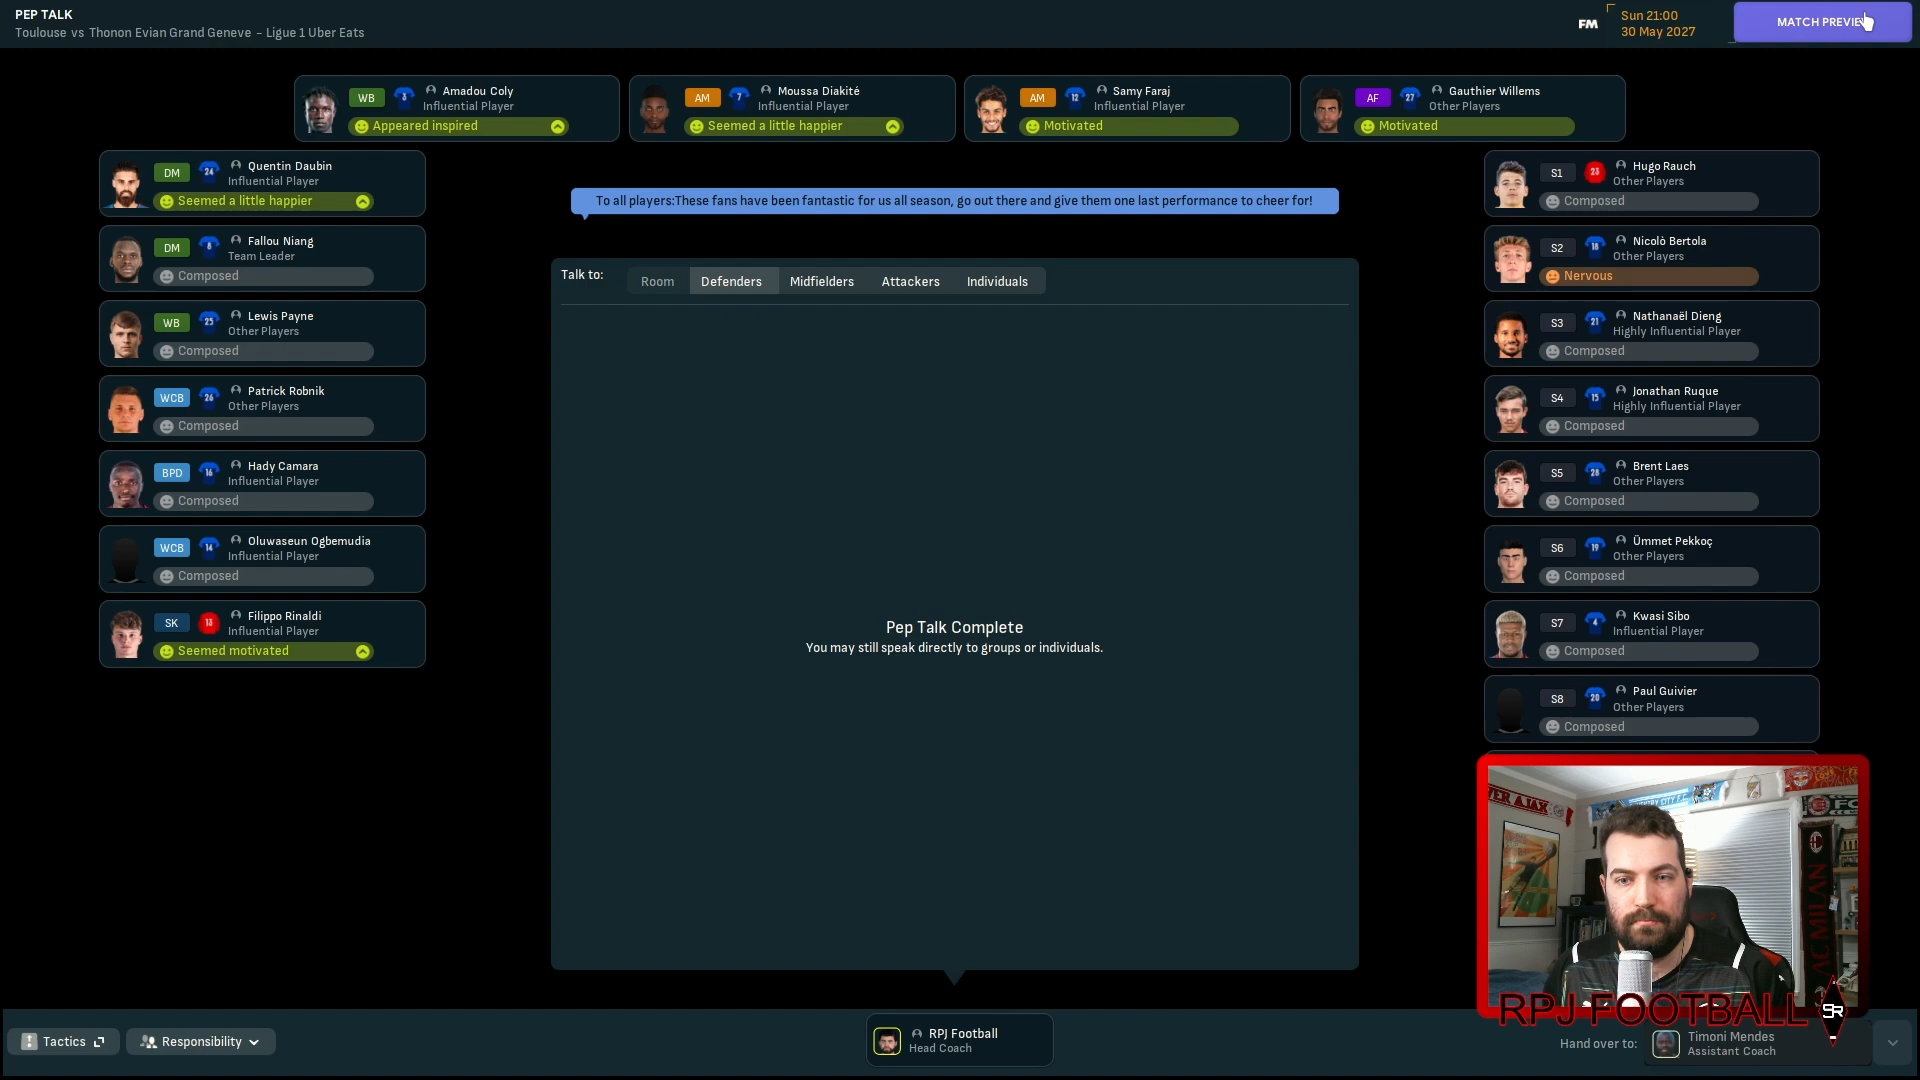 PEP TALK
Toulouse vs Thonon Evian Grand Geneve - Ligue 1 Uber Eats
FM
Sun 21:00
30 May 2027
MATCH PREVIEW
WB 3 Amadou Coly
Influential Player
Appeared inspired
AM 7 Moussa Diakité
Influential Player
Seemed a little happier
AM 12 Samy Faraj
Influential Player
Motivated
AF 27 Gauthier Willems
Other Players
Motivated
DM 24 Quentin Daubin
Influential Player
Seemed a little happier
DM 8 Fallou Niang
Team Leader
Composed
WB 25 Lewis Payne
Other Players
Composed
WCB 26 Patrick Robnik
Other Players
Composed
BPD 16 Hady Camara
Influential Player
Composed
WCB 14 Oluwaseun Ogbemudia
Influential Player
Composed
SK 13 Filippo Rinaldi
Influential Player
Seemed motivated
To all players:These fans have been fantastic for us all season, go out there and give them one last performance to cheer for!
Talk to: Room Defenders Midfielders Attackers Individuals
Pep Talk Complete
You may still speak directly to groups or individuals.
S1 23 Hugo Rauch
Other Players
Composed
S2 18 Nicolò Bertola
Other Players
Nervous
S3 21 Nathanaël Dieng
Highly Influential Player
Composed
S4 15 Jonathan Ruque
Highly Influential Player
Composed
S5 28 Brent Laes
Other Players
Composed
S6 19 Ümmet Pekkoç
Other Players
Composed
S7 4 Kwasi Sibo
Influential Player
Composed
S8 20 Paul Guivier
Other Players
Composed
AC MILAN
RPJ FOOTBALL
SR
Tactics
Responsibility
RPJ Football
Head Coach
Hand over to:
Timoni Mendes
Assistant Coach